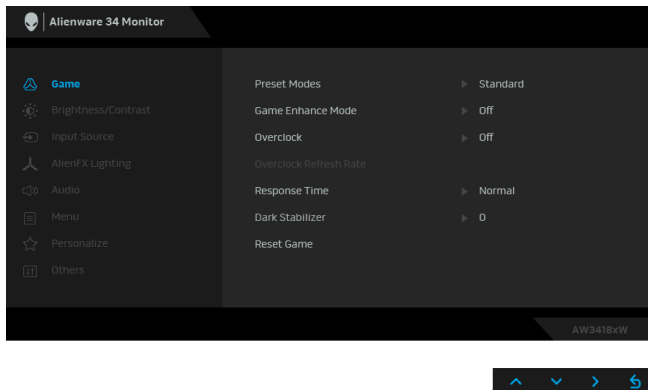 Alienware 34 Monitor
Game
Preset Modes
Standard
Brightness/Contrast
Game Enhance Mode
Off
Input Source
Overclock
Off
AlienFX Lighting
Overclock Refresh Rate
Audio
Response Time
Normal
Menu
Dark Stabilizer
0
Personalize
Reset Game
Others
AW3418xW